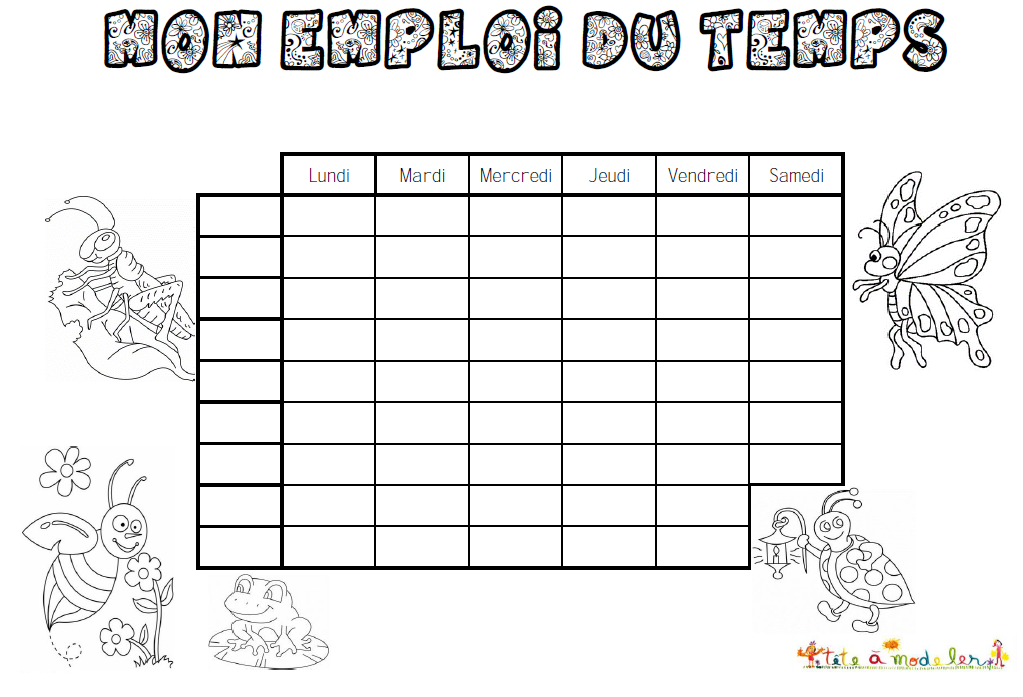 MON EMPLOI DU TEMPS
Lundi Mardi Mercredi Jeudi Vendredi Samedi
tête à modeler